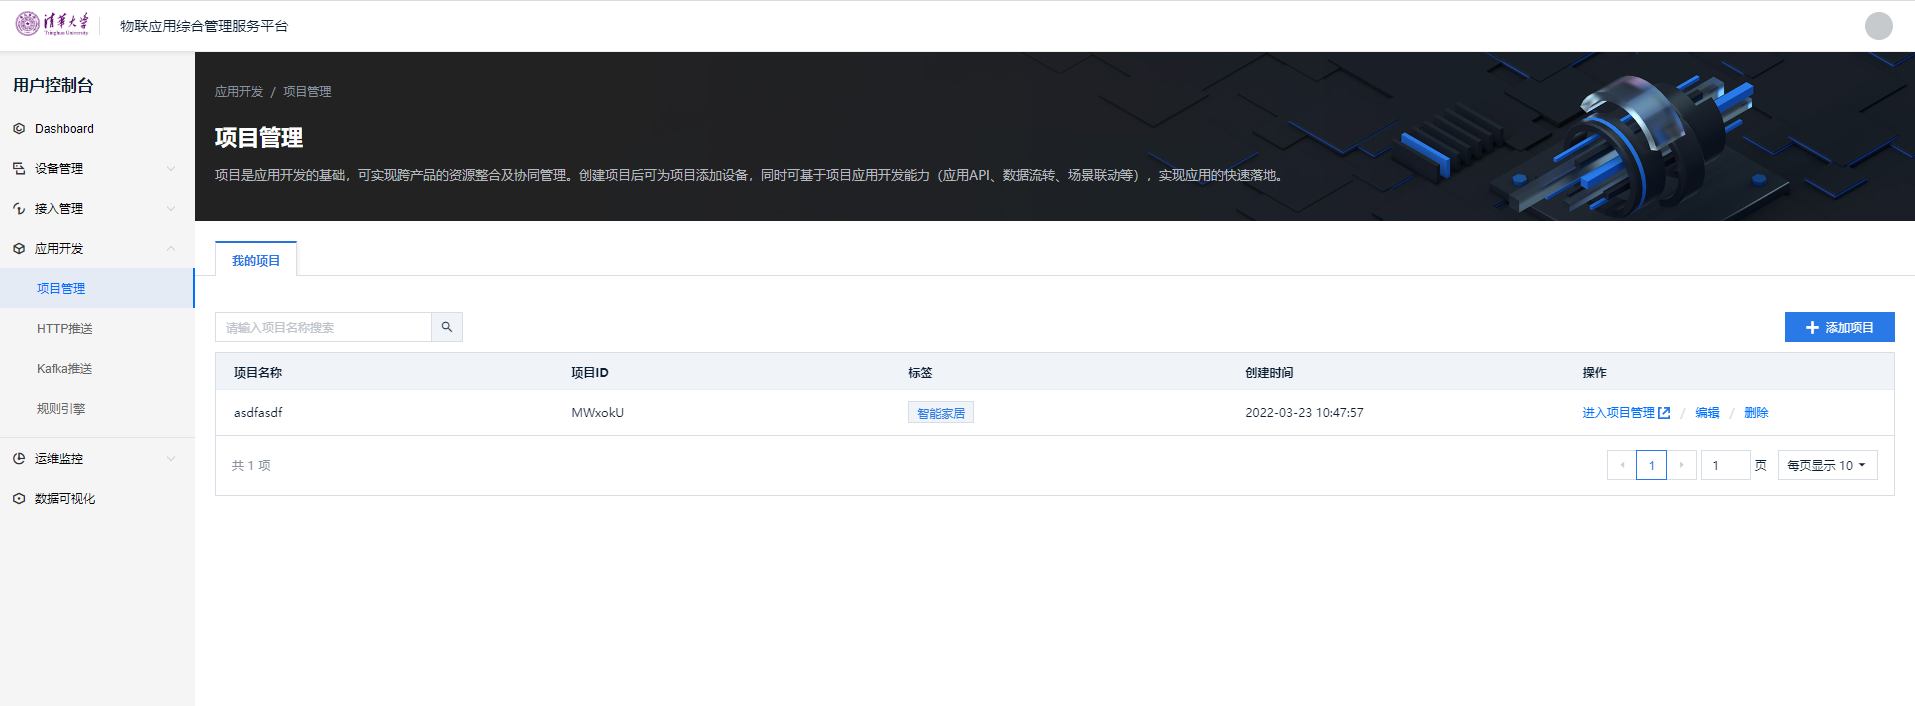 清华大学
Tsinghua University
物联应用综合管理服务平台
用户控制台
Dashboard
设备管理
接入管理
应用开发
项目管理
HTTP推送
Kafka推送
规则引擎
运维监控
数据可视化
应用开发 / 项目管理
项目管理
项目是应用开发的基础，可实现跨产品的资源整合及协同管理。创建项目后可为项目添加设备，同时可基于项目应用开发能力（应用API、数据流转、场景联动等），实现应用的快速落地。
我的项目
请输入项目名称搜索
添加项目
项目名称 项目ID 标签 创建时间 操作
asdfasdf MWxokU 智能家居 2022-03-23 10:47:57 进入项目管理 / 编辑 / 删除
共 1 项 1 1 页 每页显示 10